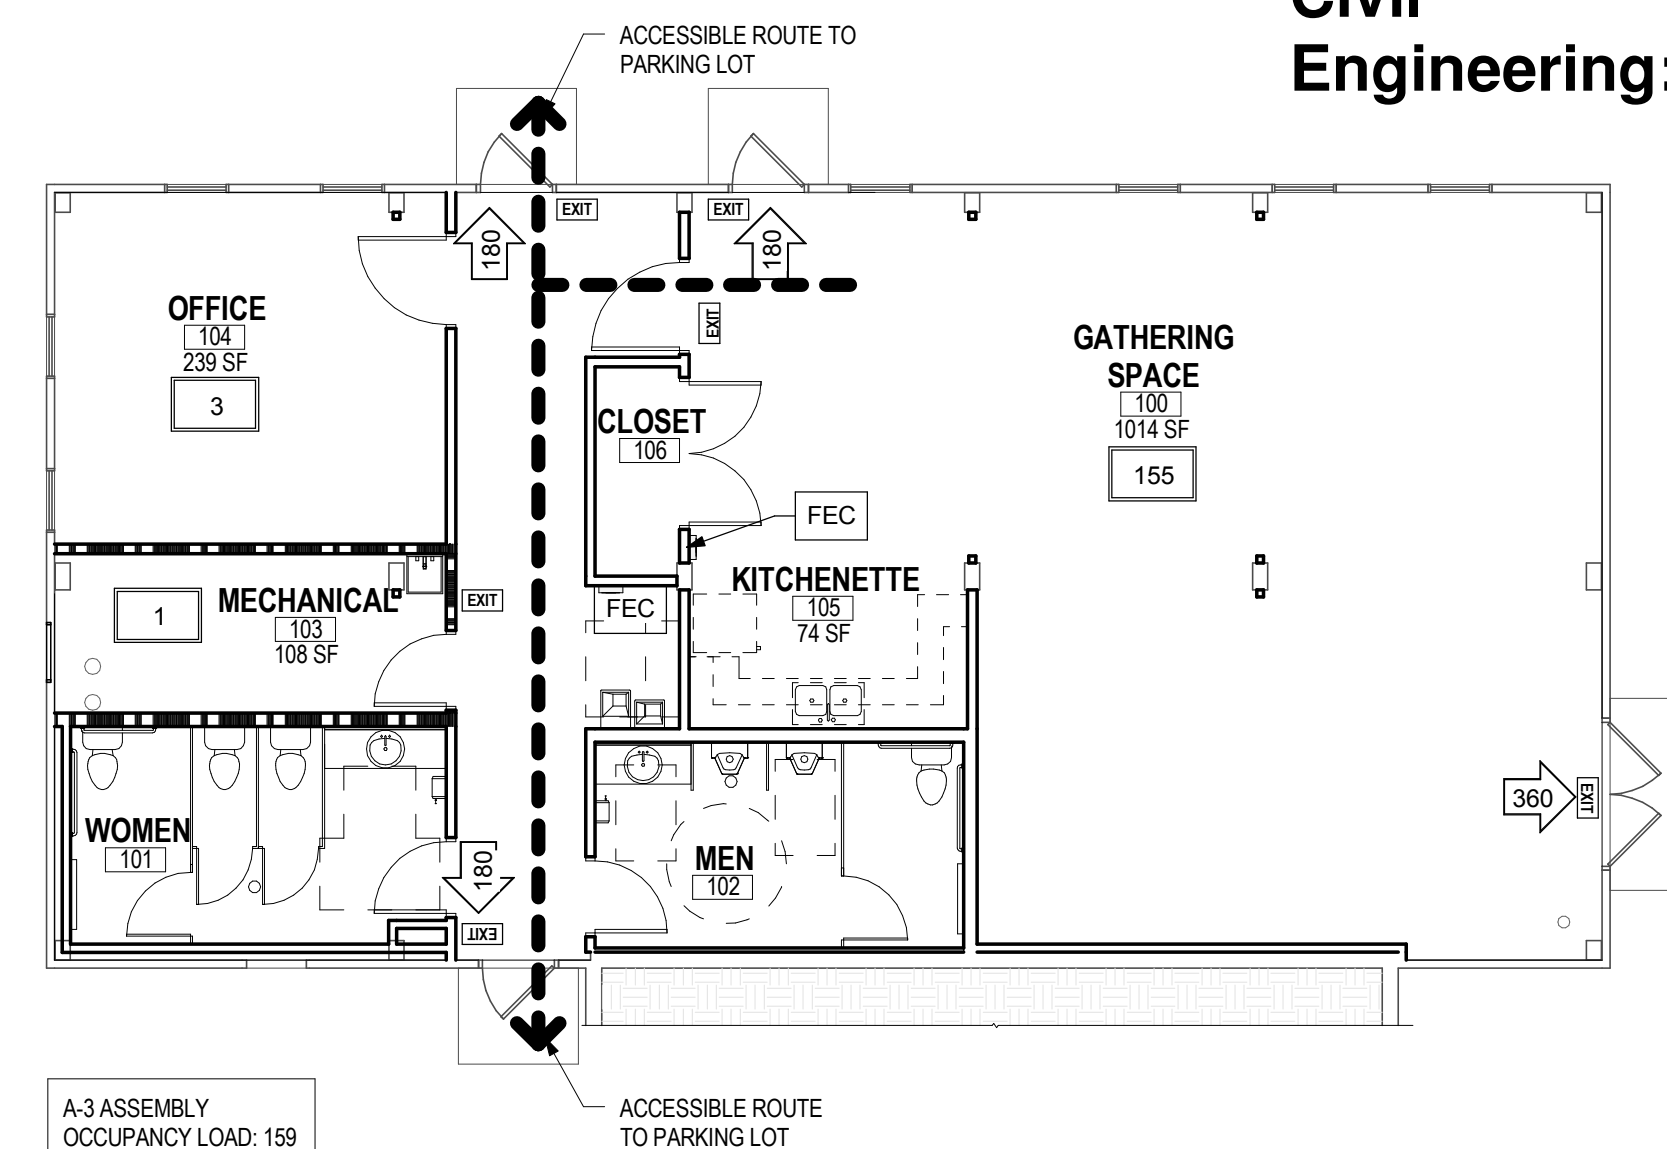 Civil
Engineering:
ACCESSIBLE ROUTE TO
PARKING LOT
EXIT
EXIT
180
180
OFFICE
104
239 SF
3
EXIT
GATHERING
SPACE
100
1014 SF
155
CLOSET
106
FEC
KITCHENETTE
105
74 SF
FEC
EXIT
1
MECHANICAL
103
108 SF
WOMEN
101
MEN
102
180
EXIT
360
EXIT
A-3 ASSEMBLY
OCCUPANCY LOAD: 159
ACCESSIBLE ROUTE
TO PARKING LOT